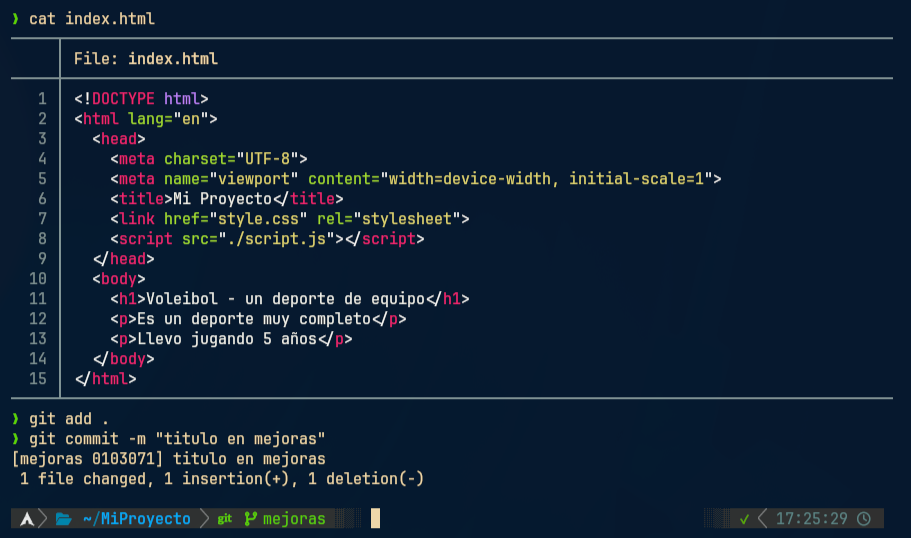 ❯ cat index.html
File: index.html
1 <!DOCTYPE html>
2 <html lang="en">
3   <head>
4     <meta charset="UTF-8">
5     <meta name="viewport" content="width=device-width, initial-scale=1">
6     <title>Mi Proyecto</title>
7     <link href="style.css" rel="stylesheet">
8     <script src="./script.js"></script>
9   </head>
10   <body>
11     <h1>Voleibol - un deporte de equipo</h1>
12     <p>Es un deporte muy completo</p>
13     <p>Llevo jugando 5 años</p>
14   </body>
15 </html>
❯ git add .
❯ git commit -m "titulo en mejoras"
[mejoras 0103071] titulo en mejoras
 1 file changed, 1 insertion(+), 1 deletion(-)
~/MiProyecto git mejoras ✓ 17:25:29